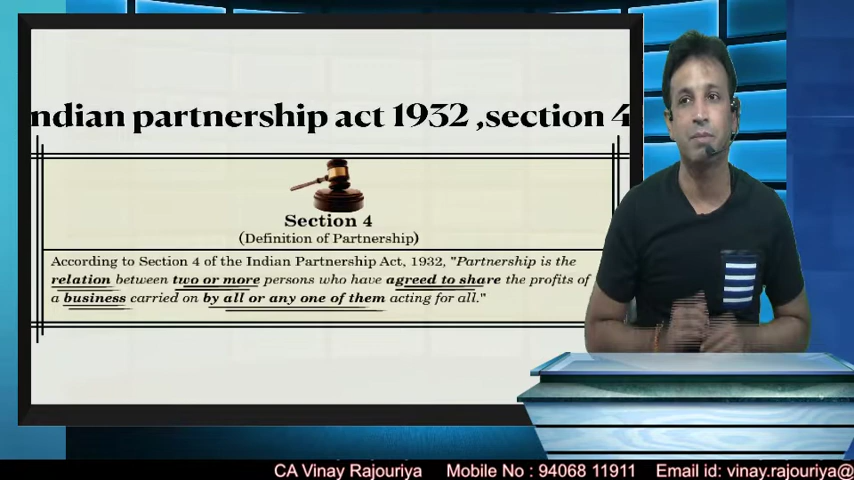 ndian partnership act 1932 ,section 4
Section 4
(Definition of Partnership)
According to Section 4 of the Indian Partnership Act, 1932, "Partnership is the
relation between two or more persons who have agreed to share the profits of
a business carried on by all or any one of them acting for all."
CA Vinay Rajouriya Mobile No : 94068 11911 Email id: vinay.rajouriya@